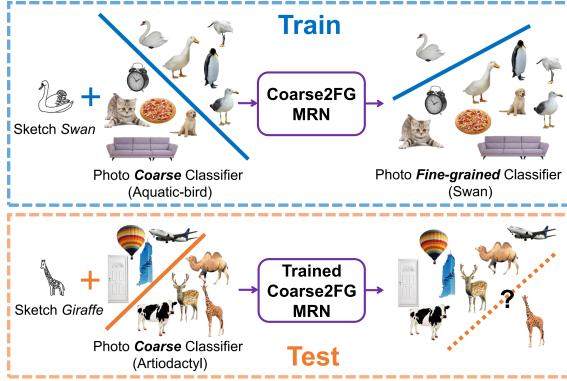 Train
+
Coarse2FG
MRN
Sketch Swan
Photo Coarse Classifier
(Aquatic-bird)
Photo Fine-grained Classifier
(Swan)
+
Trained
Coarse2FG
MRN
?
Sketch Giraffe
Photo Coarse Classifier
(Artiodactyl)
Test